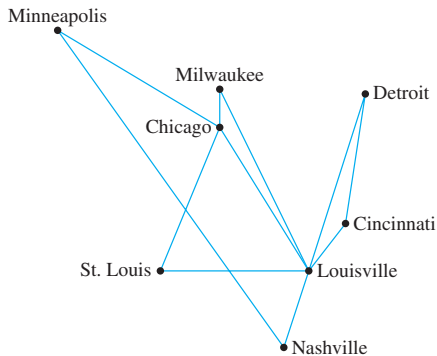 Minneapolis
Milwaukee
Detroit
Chicago
Cincinnati
St. Louis
Louisville
Nashville